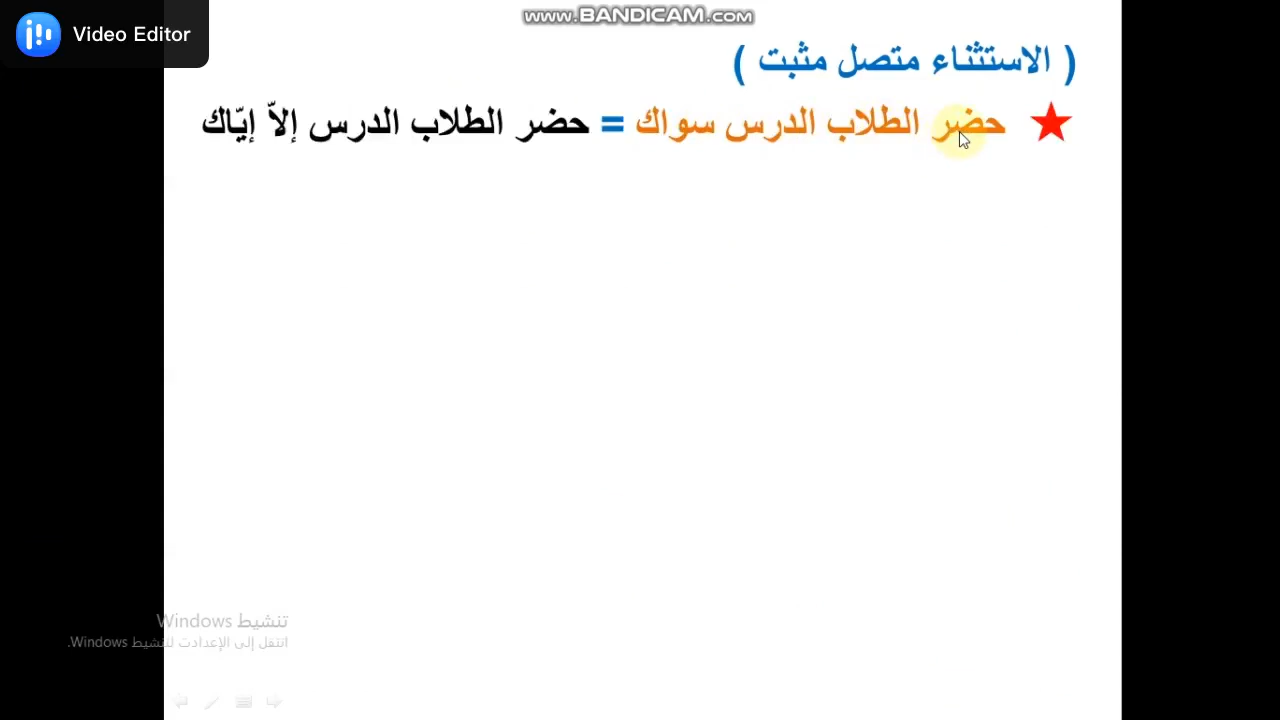 www.BANDICAM.com
Video Editor
( الاستثناء متصل مثبت )
حضر الطلاب الدرس سواك = حضر الطلاب الدرس إلاّ إيّاك
تنشيط Windows
انتقل إلى الإعدادت لتنشيط Windows.